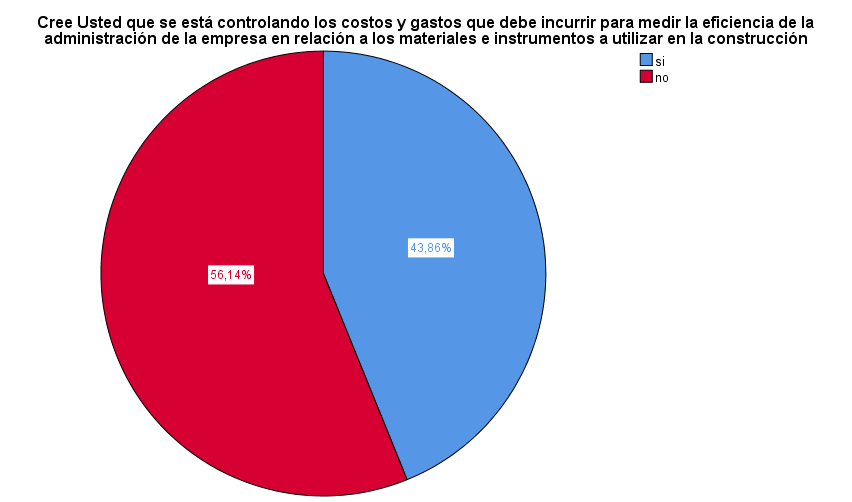 Cree Usted que se está controlando los costos y gastos que debe incurrir para medir la eficiencia de la
administración de la empresa en relación a los materiales e instrumentos a utilizar en la construcción
si
no
43,86%
56,14%